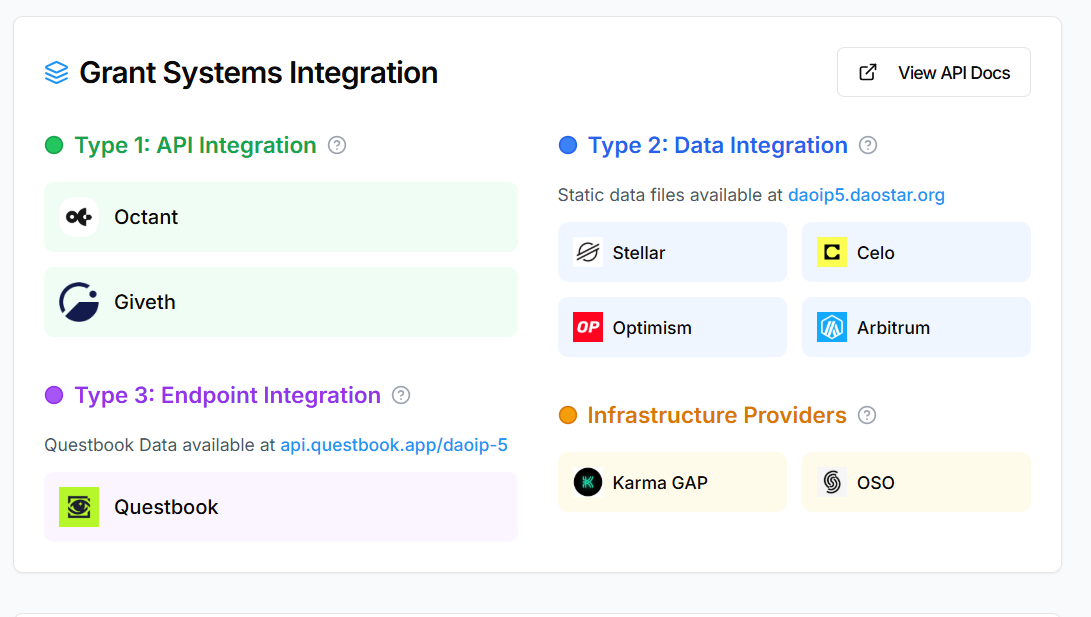 Grant Systems Integration
View API Docs
Type 1: API Integration ?
Octant
Giveth
Type 3: Endpoint Integration ?
Questbook Data available at api.questbook.app/daoip-5
Questbook
Type 2: Data Integration ?
Static data files available at daoip5.daostar.org
Stellar
Celo
OP Optimism
Arbitrum
Infrastructure Providers ?
Karma GAP
OSO